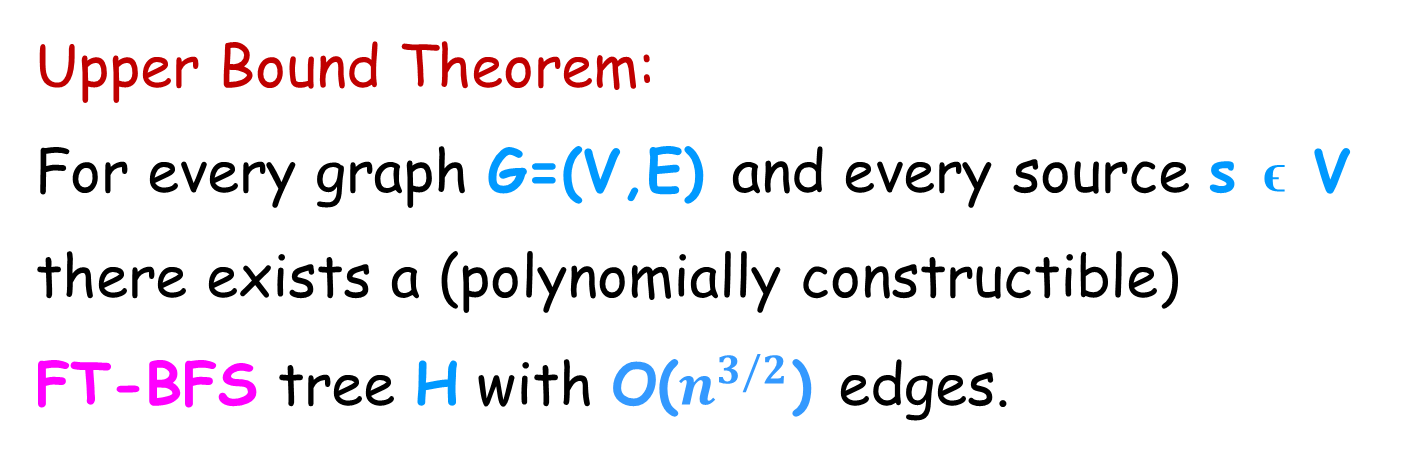 Upper Bound Theorem:
For every graph G=(V,E) and every source s ϵ V
there exists a (polynomially constructible)
FT-BFS tree H with O(n^{3/2}) edges.